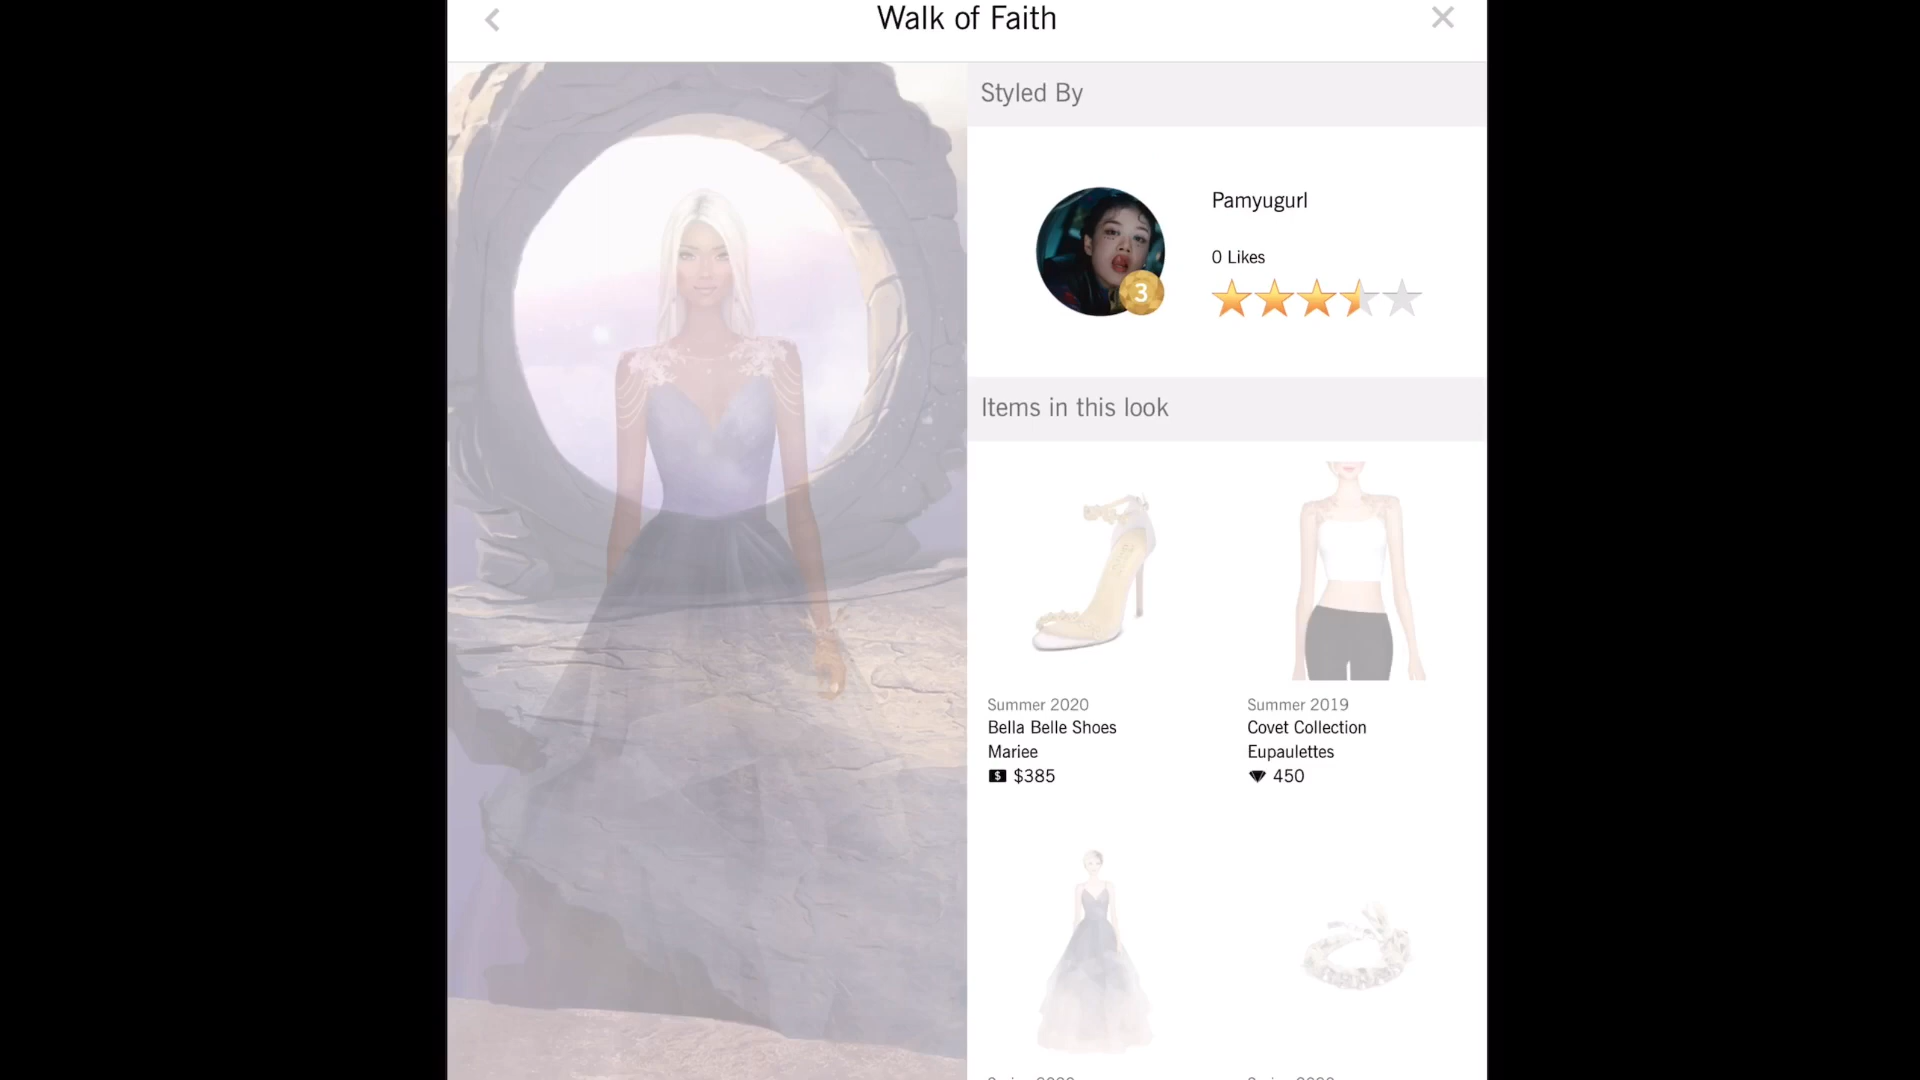 Walk of Faith
Styled By
Pamyugurl
3
0 Likes
Items in this look
Summer 2020
Bella Belle Shoes
Mariee
$385
Summer 2019
Covet Collection
Eupaulettes
450